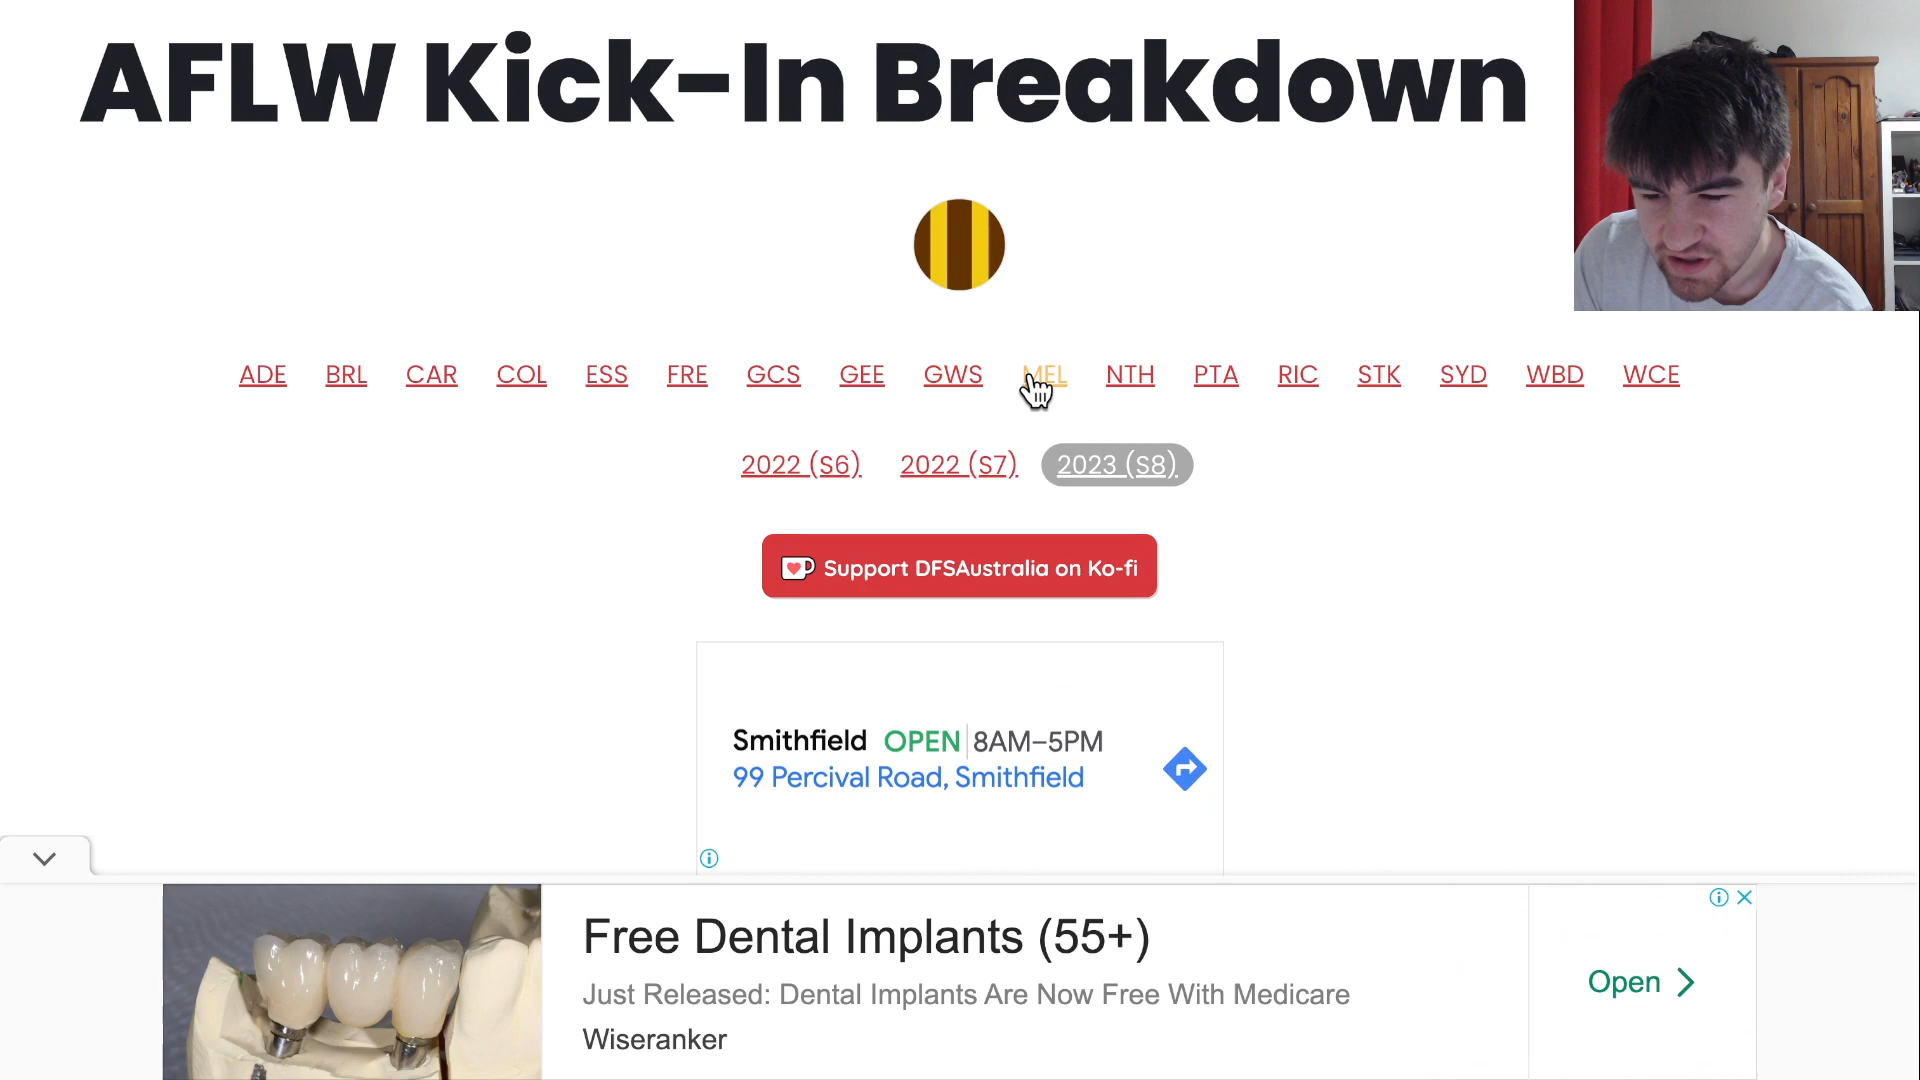 AFLW Kick-In Breakdown
ADE BRL CAR COL ESS FRE GCS GEE GWS MEL NTH PTA RIC STK SYD WBD WCE
2022 (S6) 2022 (S7) 2023 (S8)
Support DFSAustralia on Ko-fi
Smithfield OPEN 8AM–5PM
99 Percival Road, Smithfield
Free Dental Implants (55+)
Just Released: Dental Implants Are Now Free With Medicare
Wiseranker
Open